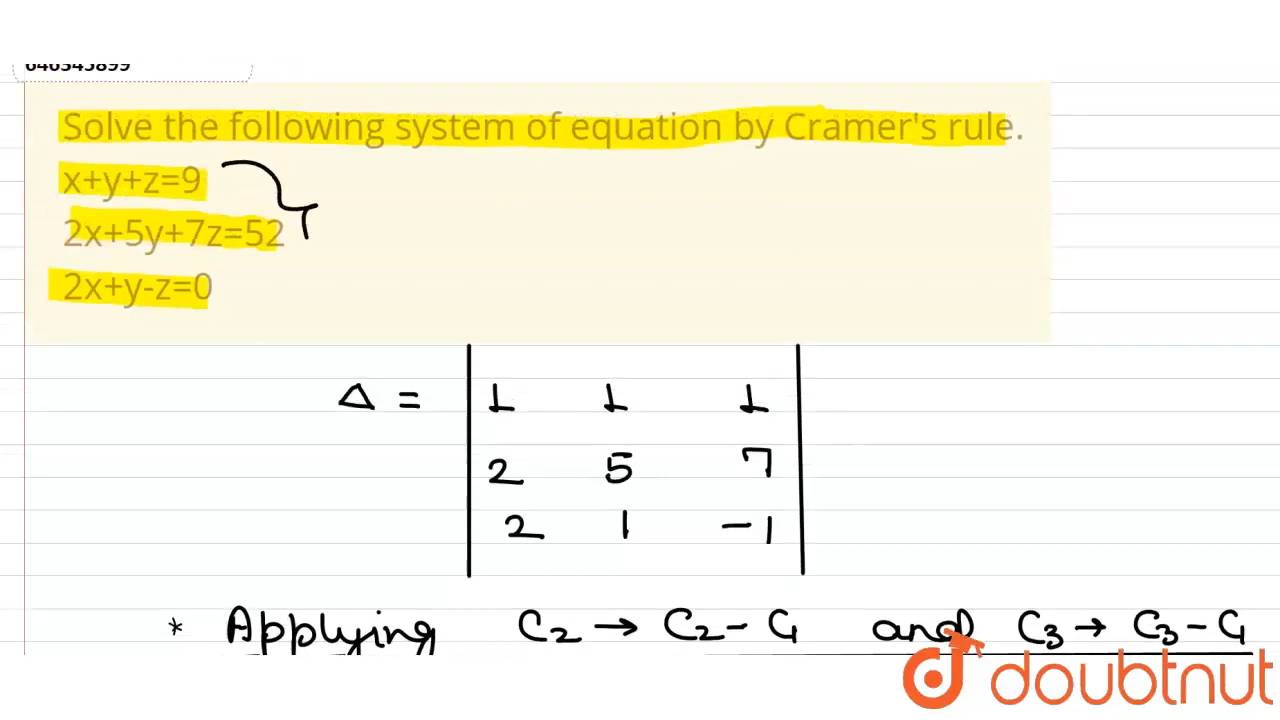 646345899
Solve the following system of equation by Cramer's rule.
x+y+z=9
2x+5y+7z=52
2x+y-z=0
Δ = | 1 1 1 |
| 2 5 7 |
| 2 1 -1 |
* Applying C2 → C2 - C1 and C3 → C3 - C1
doubtnut